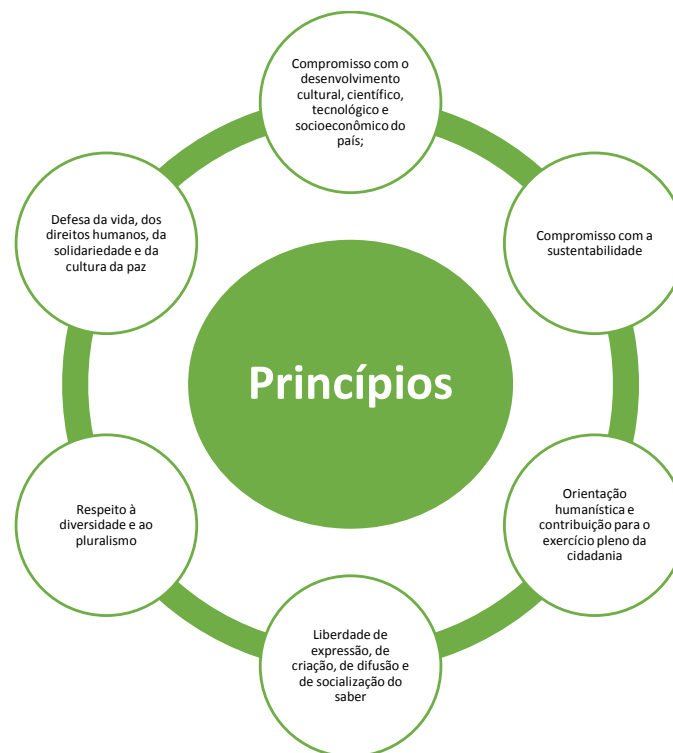 Compromisso com o
desenvolvimento
cultural, científico,
tecnológico e
socioeconômico do
país;
Compromisso com a
sustentabilidade
Orientação
humanística e
contribuição para o
exercício pleno da
cidadania
Liberdade de
expressão, de
criação, de difusão e
de socialização do
saber
Respeito à
diversidade e ao
pluralismo
Defesa da vida, dos
direitos humanos, da
solidariedade e da
cultura da paz
Princípios